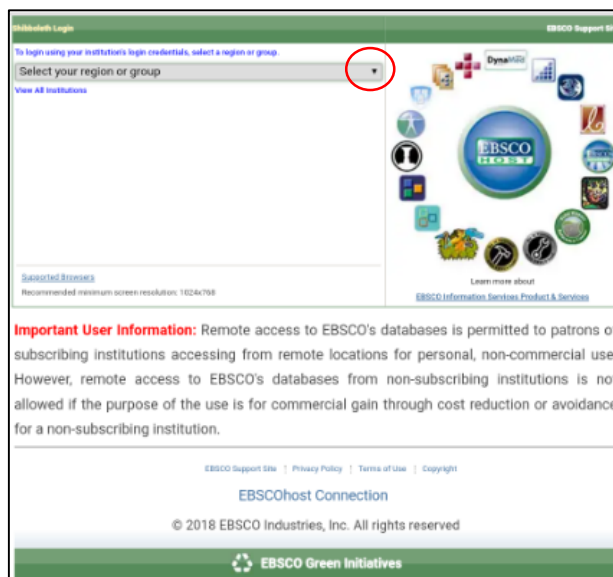 Shibboleth Login
EBSCO Support Si
To login using your institution's login credentials, select a region or group.
Select your region or group
View All Institutions
DynaMed
EBSCO
HOST
Supported Browsers
Recommended minimum screen resolution: 1024x768
Learn more about
EBSCO Information Services Product & Services
Important User Information: Remote access to EBSCO's databases is permitted to patrons o
subscribing institutions accessing from remote locations for personal, non-commercial use
However, remote access to EBSCO's databases from non-subscribing institutions is no
allowed if the purpose of the use is for commercial gain through cost reduction or avoidance
for a non-subscribing institution.
EBSCO Support Site | Privacy Policy | Terms of Use | Copyright
EBSCOhost Connection
© 2018 EBSCO Industries, Inc. All rights reserved
EBSCO Green Initiatives